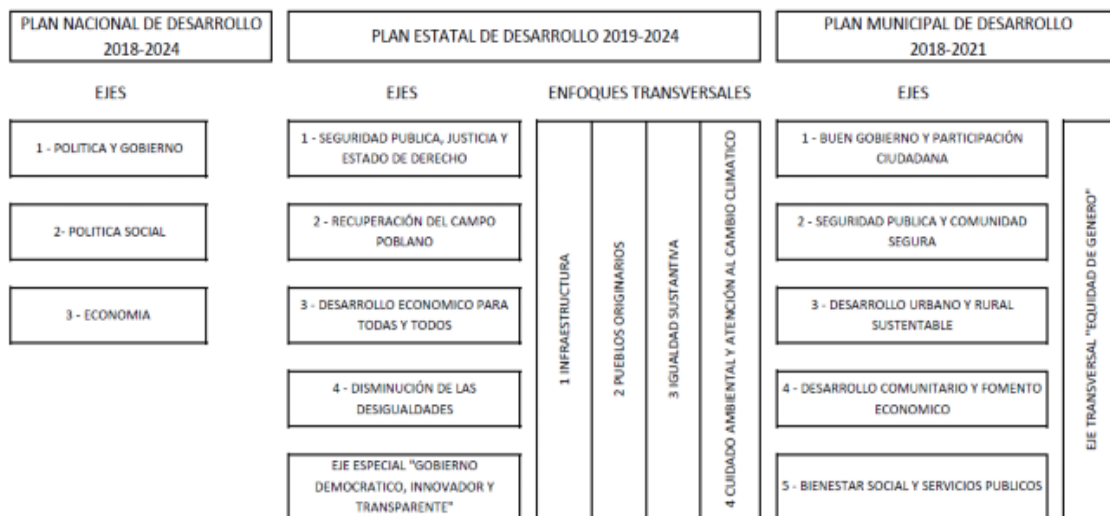 PLAN NACIONAL DE DESARROLLO
2018-2024
PLAN ESTATAL DE DESARROLLO 2019-2024
PLAN MUNICIPAL DE DESARROLLO
2018-2021
EJES
EJES
ENFOQUES TRANSVERSALES
EJES
1 - POLITICA Y GOBIERNO
2- POLITICA SOCIAL
3 - ECONOMIA
1 - SEGURIDAD PUBLICA, JUSTICIA Y
ESTADO DE DERECHO
2 - RECUPERACIÓN DEL CAMPO
POBLANO
3 - DESARROLLO ECONOMICO PARA
TODAS Y TODOS
4 - DISMINUCIÓN DE LAS
DESIGUALDADES
EJE ESPECIAL "GOBIERNO
DEMOCRATICO, INNOVADOR Y
TRANSPARENTE"
1 INFRAESTRUCTURA
2 PUEBLOS ORIGINARIOS
3 IGUALDAD SUSTANTIVA
4 CUIDADO AMBIENTAL Y ATENCIÓN AL CAMBIO CLIMATICO
1 - BUEN GOBIERNO Y PARTICIPACIÓN
CIUDADANA
2 - SEGURIDAD PUBLICA Y COMUNIDAD
SEGURA
3 - DESARROLLO URBANO Y RURAL
SUSTENTABLE
4 - DESARROLLO COMUNITARIO Y FOMENTO
ECONOMICO
5 - BIENESTAR SOCIAL Y SERVICIOS PUBLICOS
EJE TRANSVERSAL "EQUIDAD DE GENERO"